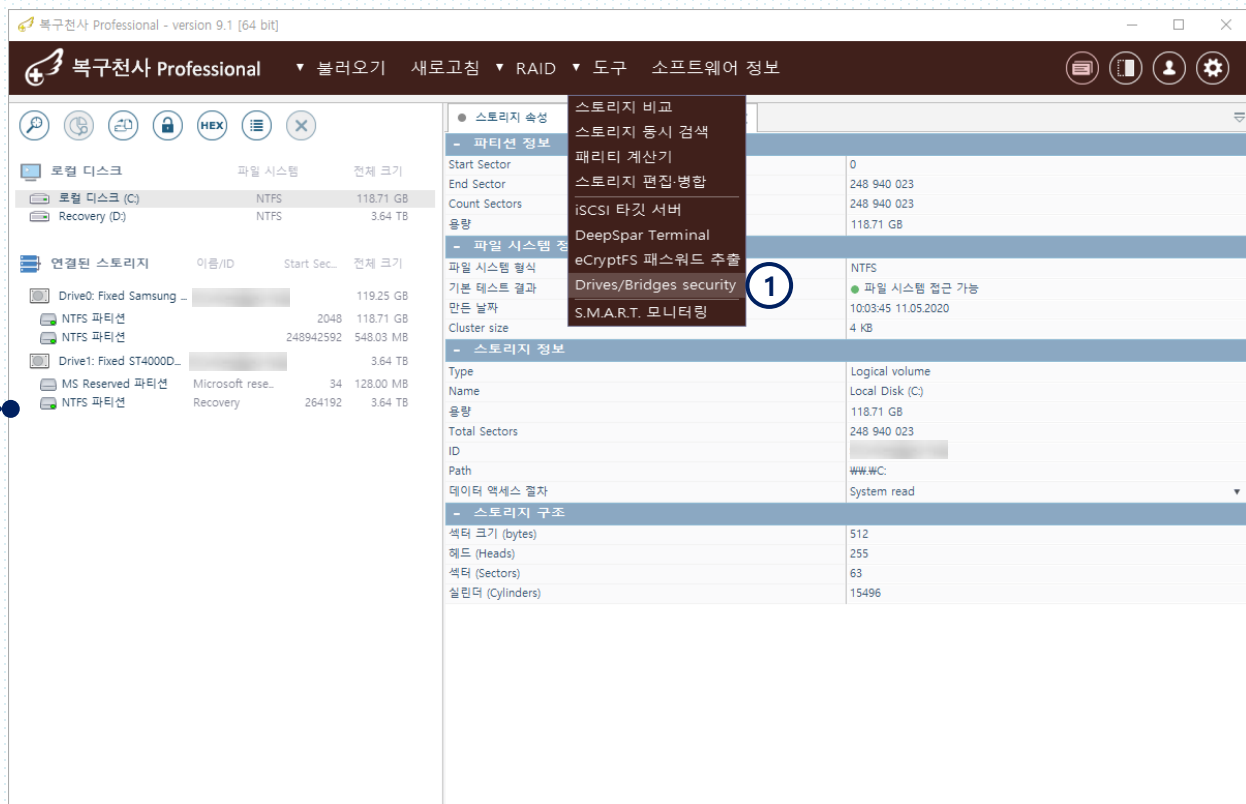 복구천사 Professional - version 9.1 [64 bit]
복구천사 Professional ▼ 불러오기 새로고침 ▼ RAID ▼ 도구 소프트웨어 정보
HEX
로컬 디스크 파일 시스템 전체 크기
로컬 디스크 (C:) NTFS 118.71 GB
Recovery (D:) NTFS 3.64 TB
연결된 스토리지 이름/ID Start Sec... 전체 크기
Drive0: Fixed Samsung ... 119.25 GB
NTFS 파티션 2048 118.71 GB
NTFS 파티션 248942592 548.03 MB
Drive1: Fixed ST4000D... 3.64 TB
MS Reserved 파티션 Microsoft rese... 34 128.00 MB
NTFS 파티션 Recovery 264192 3.64 TB
스토리지 비교
스토리지 동시 검색
패리티 계산기
스토리지 편집·병합
iSCSI 타깃 서버
DeepSpar Terminal
eCryptFS 패스워드 추출
Drives/Bridges security
S.M.A.R.T. 모니터링
1
스토리지 속성
- 파티션 정보
Start Sector 0
End Sector 248 940 023
Count Sectors 248 940 023
용량 118.71 GB
- 파일 시스템 정
파일 시스템 형식 NTFS
기본 테스트 결과 파일 시스템 접근 가능
만든 날짜 10:03:45 11.05.2020
Cluster size 4 KB
- 스토리지 정보
Type Logical volume
Name Local Disk (C:)
용량 118.71 GB
Total Sectors 248 940 023
ID
Path ₩₩.₩C:
데이터 액세스 절차 System read
- 스토리지 구조
섹터 크기 (bytes) 512
헤드 (Heads) 255
섹터 (Sectors) 63
실린더 (Cylinders) 15496